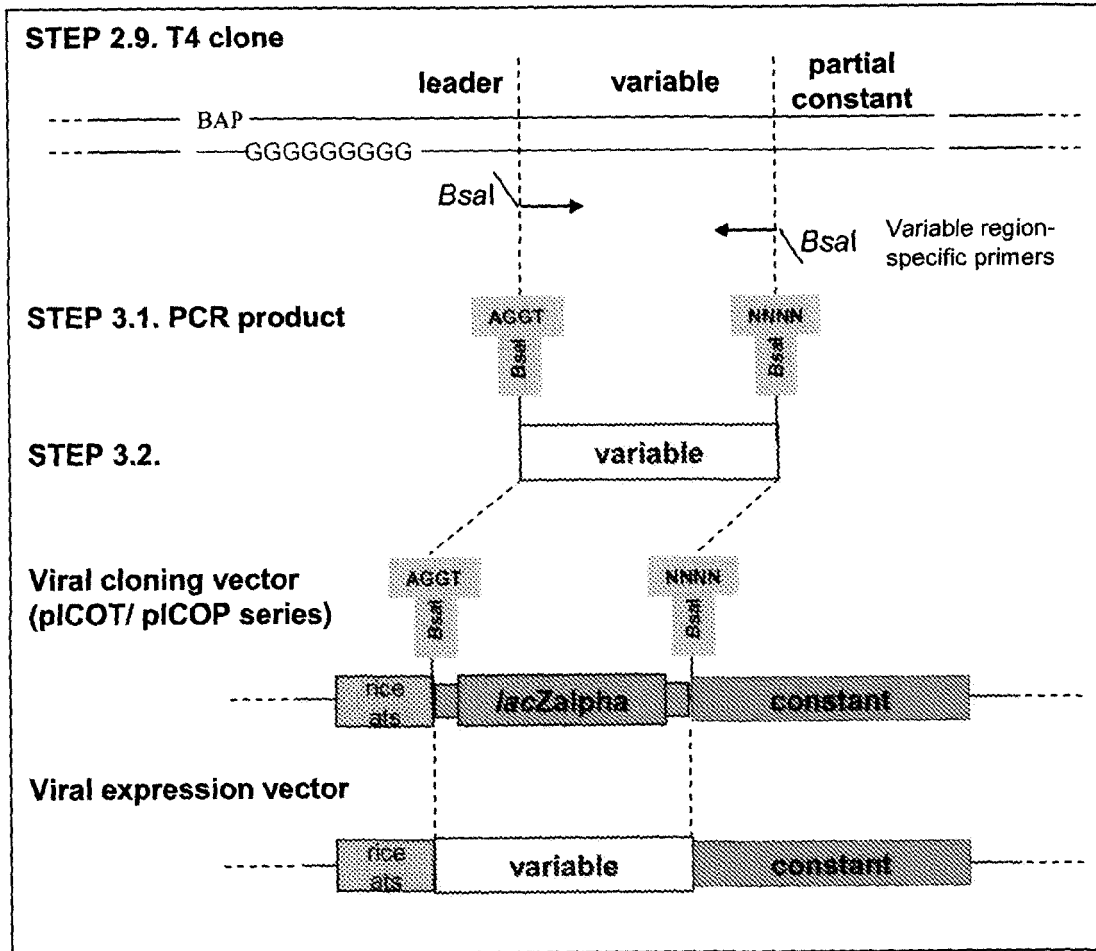 STEP 2.9. T4 clone
leader
variable
partial
constant
BAP
GGGGGGGGG
BsaI
BsaI
Variable region-
specific primers
STEP 3.1. PCR product
AGGT
NNNN
BsaI
BsaI
STEP 3.2.
variable
Viral cloning vector
(pICOT/ pICOP series)
AGGT
NNNN
BsaI
BsaI
rice
ats
lacZalpha
constant
Viral expression vector
rice
ats
variable
constant